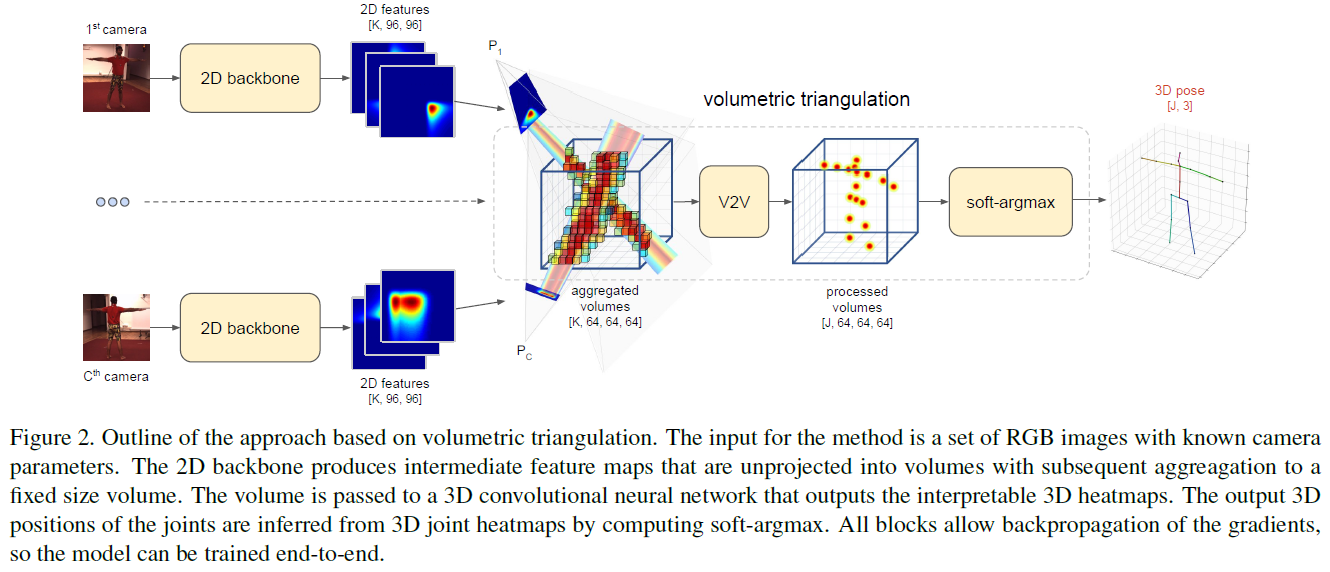 1st camera
2D backbone
2D features
[K, 96, 96]
P1
volumetric triangulation
aggregated
volumes
[K, 64, 64, 64]
V2V
processed
volumes
[J, 64, 64, 64]
soft-argmax
3D pose
[J, 3]
Cth camera
2D backbone
2D features
[K, 96, 96]
PC
Figure 2. Outline of the approach based on volumetric triangulation. The input for the method is a set of RGB images with known camera
parameters. The 2D backbone produces intermediate feature maps that are unprojected into volumes with subsequent aggreagation to a
fixed size volume. The volume is passed to a 3D convolutional neural network that outputs the interpretable 3D heatmaps. The output 3D
positions of the joints are inferred from 3D joint heatmaps by computing soft-argmax. All blocks allow backpropagation of the gradients,
so the model can be trained end-to-end.